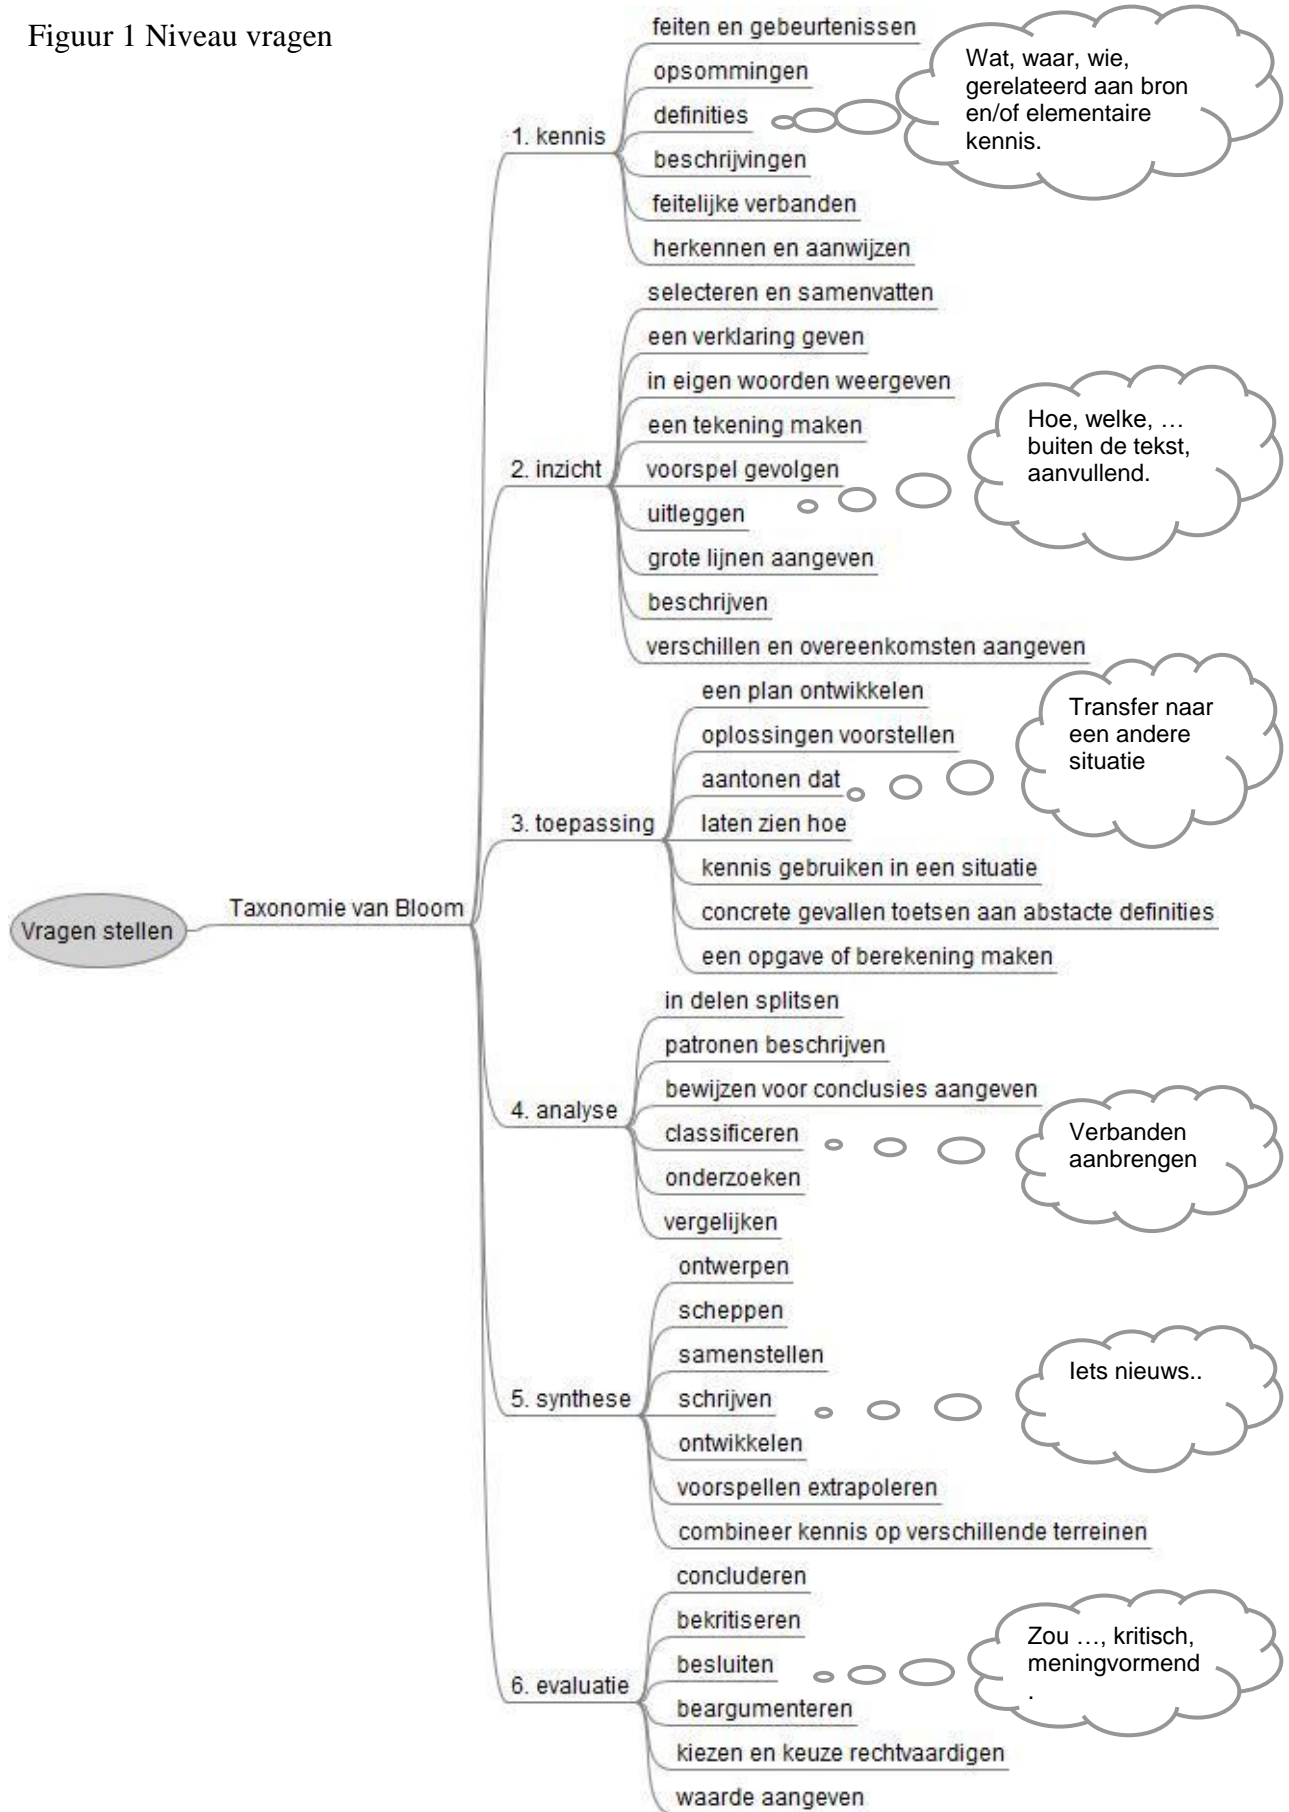 Figuur 1 Niveau vragen
Vragen stellen
Taxonomie van Bloom
1. kennis
feiten en gebeurtenissen
opsommingen
definities
beschrijvingen
feitelijke verbanden
herkennen en aanwijzen
Wat, waar, wie,
gerelateerd aan bron
en/of elementaire
kennis.
2. inzicht
selecteren en samenvatten
een verklaring geven
in eigen woorden weergeven
een tekening maken
voorspel gevolgen
uitleggen
grote lijnen aangeven
beschrijven
verschillen en overeenkomsten aangeven
Hoe, welke, …
buiten de tekst,
aanvullend.
3. toepassing
een plan ontwikkelen
oplossingen voorstellen
aantonen dat
laten zien hoe
kennis gebruiken in een situatie
concrete gevallen toetsen aan abstacte definities
een opgave of berekening maken
Transfer naar
een andere
situatie
4. analyse
in delen splitsen
patronen beschrijven
bewijzen voor conclusies aangeven
classificeren
onderzoeken
vergelijken
Verbanden
aanbrengen
5. synthese
ontwerpen
scheppen
samenstellen
schrijven
ontwikkelen
voorspellen extrapoleren
combineer kennis op verschillende terreinen
Iets nieuws..
6. evaluatie
concluderen
bekritiseren
besluiten
beargumenteren
kiezen en keuze rechtvaardigen
waarde aangeven
Zou …, kritisch,
meningvormend
.